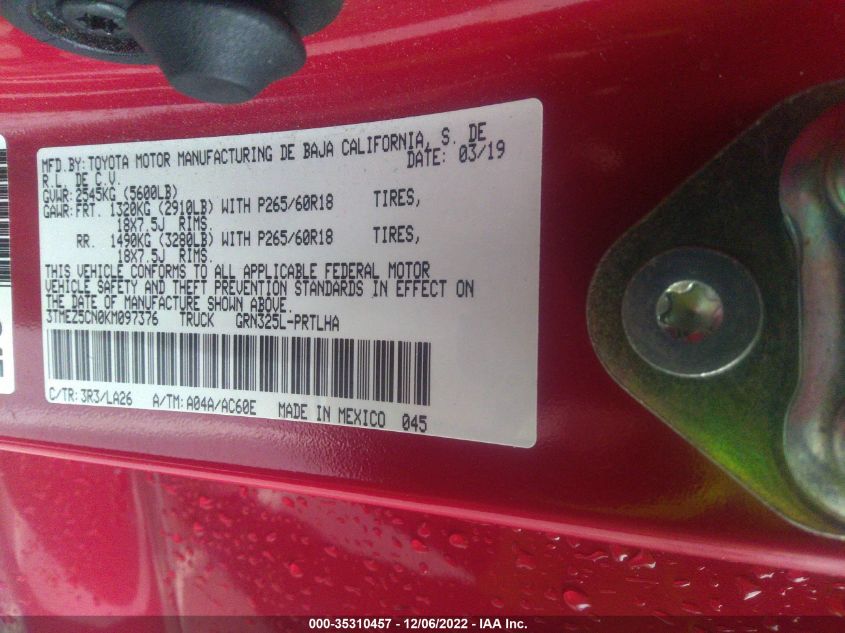 MFD.BY:TOYOTA MOTOR MANUFACTURING DE BAJA CALIFORNIA, S. DE
R.L. DE C.V. DATE: 03/19
GVWR:2545KG (5600LB)
GAWR:FRT. 1320KG (2910LB) WITH P265/60R18 TIRES,
18X7.5J RIMS.
RR. 1490KG (3280LB) WITH P265/60R18 TIRES,
18X7.5J RIMS.
THIS VEHICLE CONFORMS TO ALL APPLICABLE FEDERAL MOTOR
VEHICLE SAFETY AND THEFT PREVENTION STANDARDS IN EFFECT ON
THE DATE OF MANUFACTURE SHOWN ABOVE.
3TMEZ5CN0KM097376 TRUCK GRN325L-PRTLHA
C/TR:3R3/LA26 A/TM:A04A/AC60E MADE IN MEXICO 045
000-35310457 - 12/06/2022 - IAA Inc.